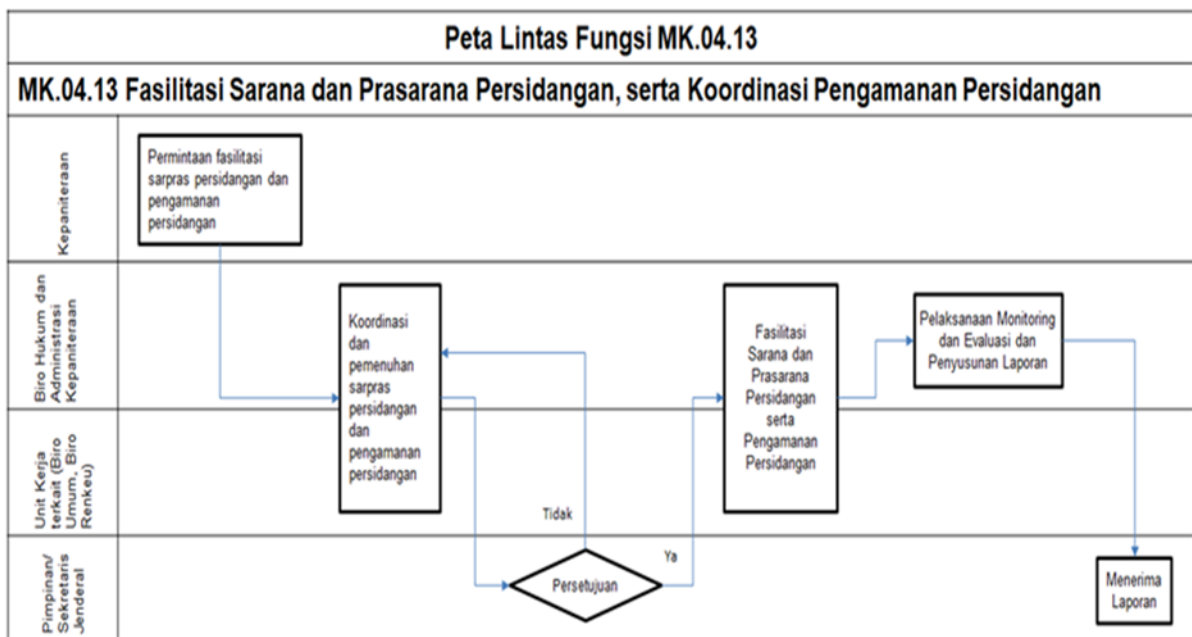 Peta Lintas Fungsi MK.04.13
MK.04.13 Fasilitasi Sarana dan Prasarana Persidangan, serta Koordinasi Pengamanan Persidangan
Kepaniteraan
Permintaan fasilitasi
sarpras persidangan dan
pengamanan
persidangan
Biro Hukum dan
Administrasi
Kepaniteraan
Koordinasi
dan
pemenuhan
sarpras
persidangan
dan
pengamanan
persidangan
Fasilitasi
Sarana dan
Prasarana
Persidangan
serta
Pengamanan
Persidangan
Pelaksanaan Monitoring
dan Evaluasi dan
Penyusunan Laporan
Unit Kerja
terkait (Biro
Umum, Biro
Renkeu)
Tidak
Ya
Pimpinan/
Sekretaris
Jenderal
Persetujuan
Menerima
Laporan